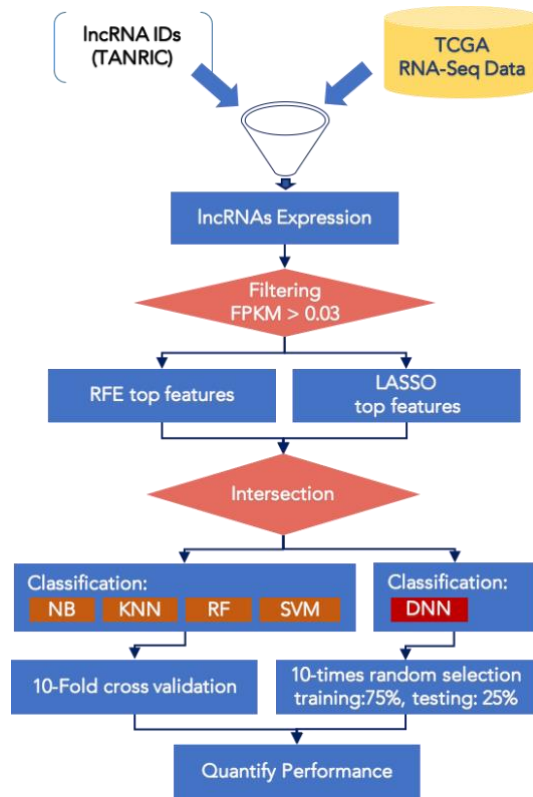 lncRNA IDs
(TANRIC)
TCGA
RNA-Seq Data
lncRNAs Expression
Filtering
FPKM > 0.03
RFE top features
LASSO
top features
Intersection
Classification:
NB KNN RF SVM
Classification:
DNN
10-Fold cross validation
10-times random selection
training:75%, testing: 25%
Quantify Performance